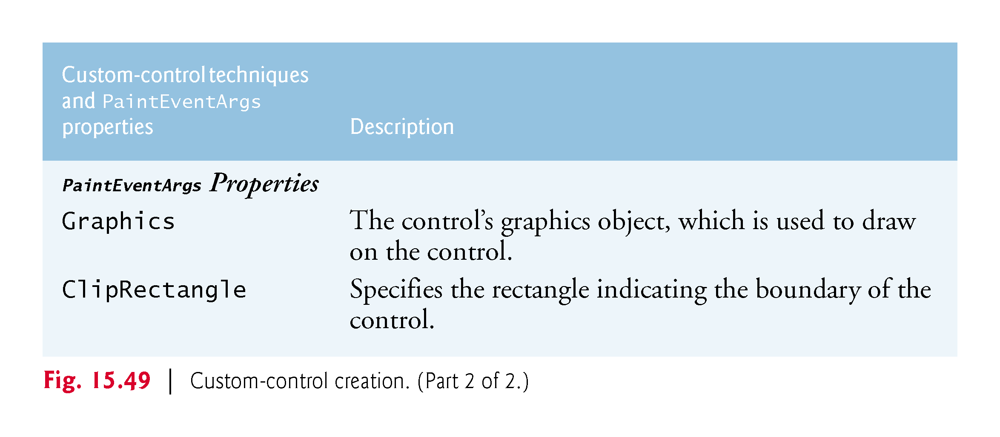 Custom-control techniques
and PaintEventArgs
properties
Description
PaintEventArgs Properties
Graphics
The control’s graphics object, which is used to draw
on the control.
ClipRectangle
Specifies the rectangle indicating the boundary of the
control.
Fig. 15.49 | Custom-control creation. (Part 2 of 2.)